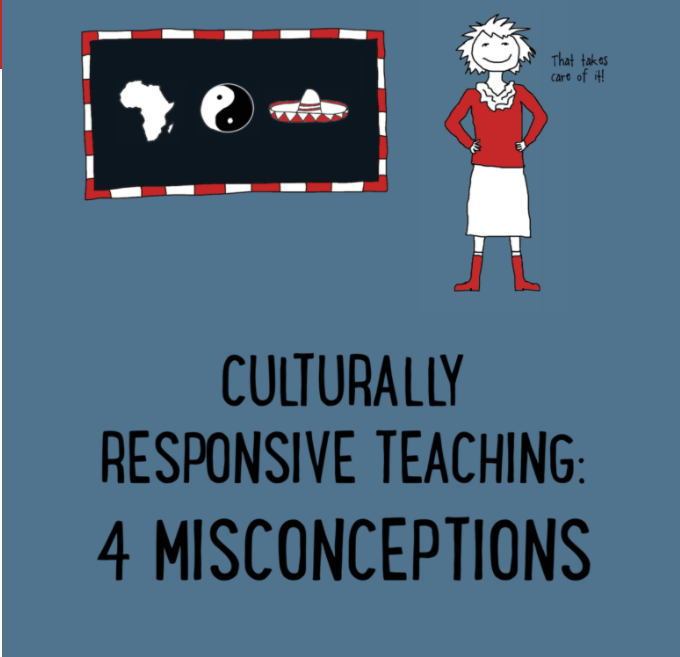 That takes
care of it!
CULTURALLY
RESPONSIVE TEACHING:
4 MISCONCEPTIONS